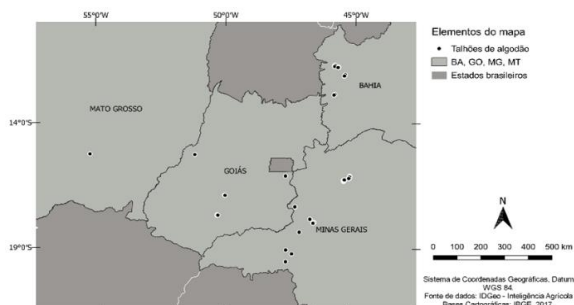 55°0'W 50°0'W 45°0'W
Elementos do mapa
Talhões de algodão
BA, GO, MG, MT
Estados brasileiros
BAHIA
MATO GROSSO
14°0'S
GOIÁS
N
MINAS GERAIS
19°0'S
0 100 200 300 400 500 km
Sistema de Coordenadas Geográficas, Datum
WGS 84.
Fonte de dados: IDGeo - Inteligência Agrícola
Bases Cartográficas: IBGE, 2017